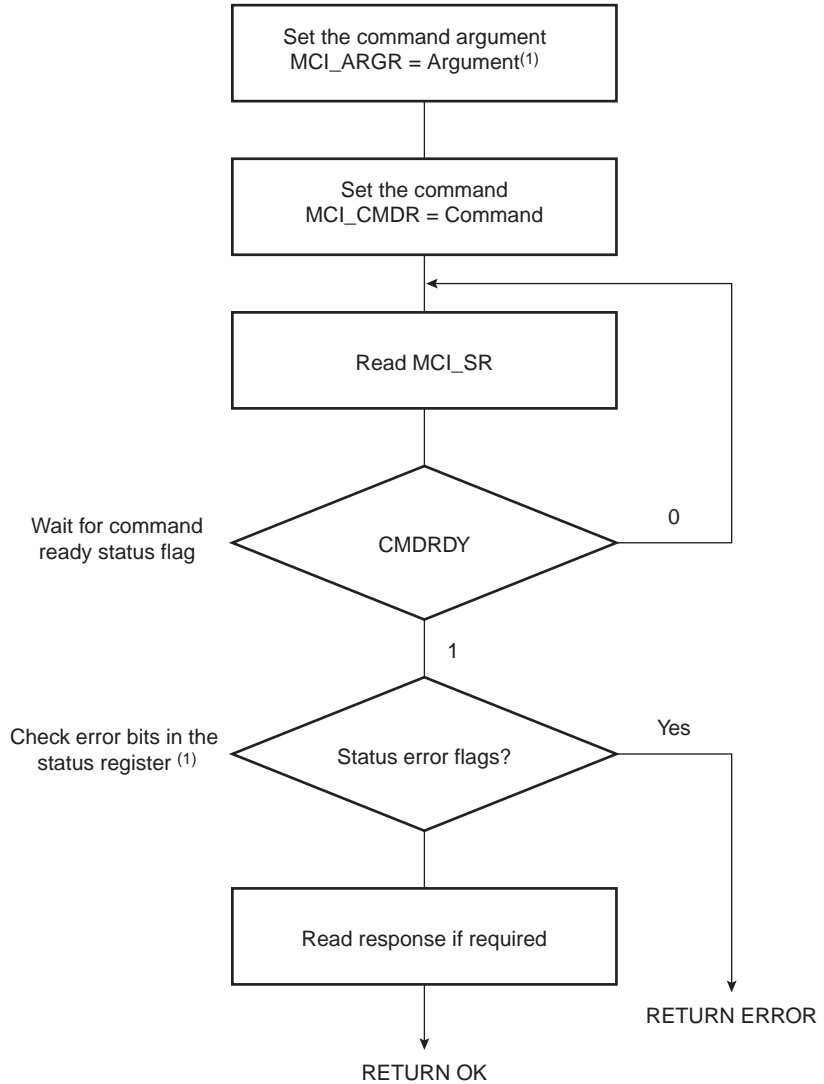 Set the command argument
MCI_ARGR = Argument(1)
Set the command
MCI_CMDR = Command
Read MCI_SR
Wait for command
ready status flag
CMDRDY
0
1
Check error bits in the
status register (1)
Status error flags?
Yes
Read response if required
RETURN ERROR
RETURN OK